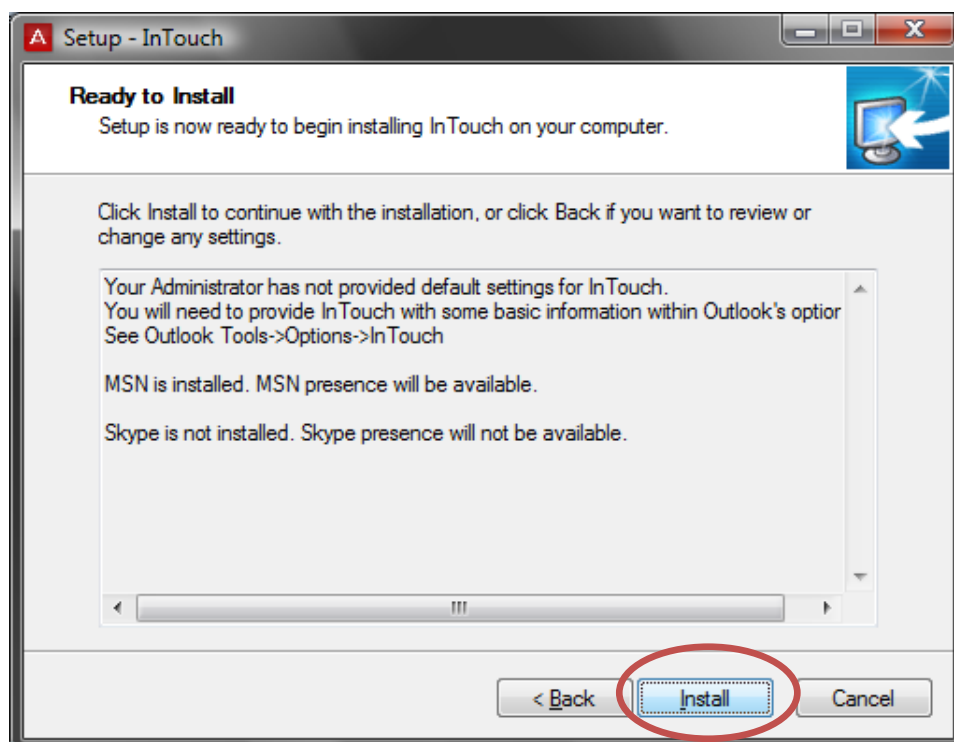 A Setup - InTouch
Ready to Install
Setup is now ready to begin installing InTouch on your computer.
Click Install to continue with the installation, or click Back if you want to review or
change any settings.
Your Administrator has not provided default settings for InTouch.
You will need to provide InTouch with some basic information within Outlook's
See Outlook Tools->Options->InTouch
MSN is installed. MSN presence will be available.
Skype is not installed. Skype presence will not be available.
< Back Install Cancel